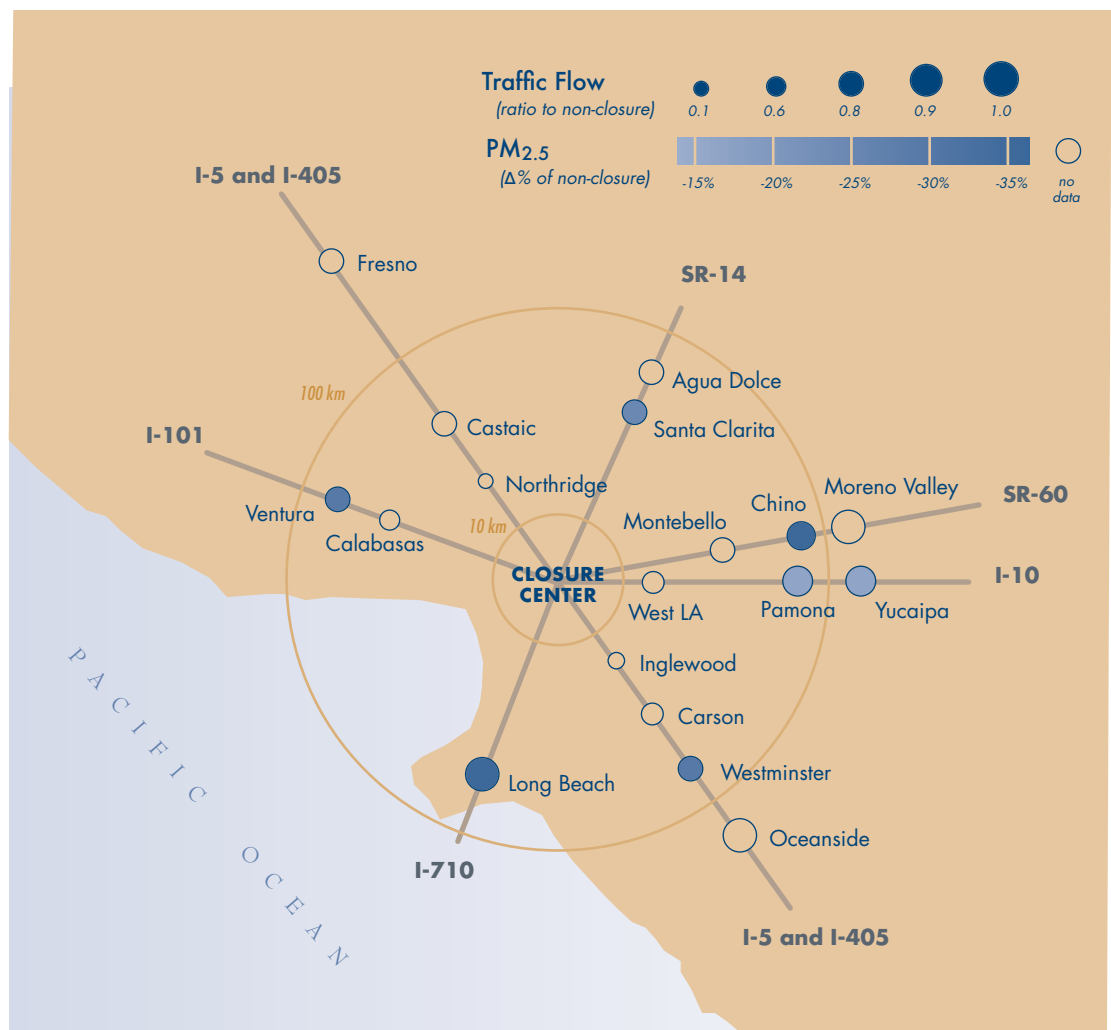 Traffic Flow
(ratio to non-closure)
0.1 0.6 0.8 0.9 1.0
PM2.5
(Δ% of non-closure)
-15% -20% -25% -30% -35%
no
data
I-5 and I-405
Fresno
SR-14
Agua Dolce
100 km
Castaic
Santa Clarita
I-101
Northridge
Moreno Valley
SR-60
Chino
Ventura
10 km
Montebello
Calabasas
CLOSURE
CENTER
I-10
West LA
Pamona
Yucaipa
Inglewood
PACIFIC OCEAN
Carson
Westminster
Long Beach
Oceanside
I-710
I-5 and I-405